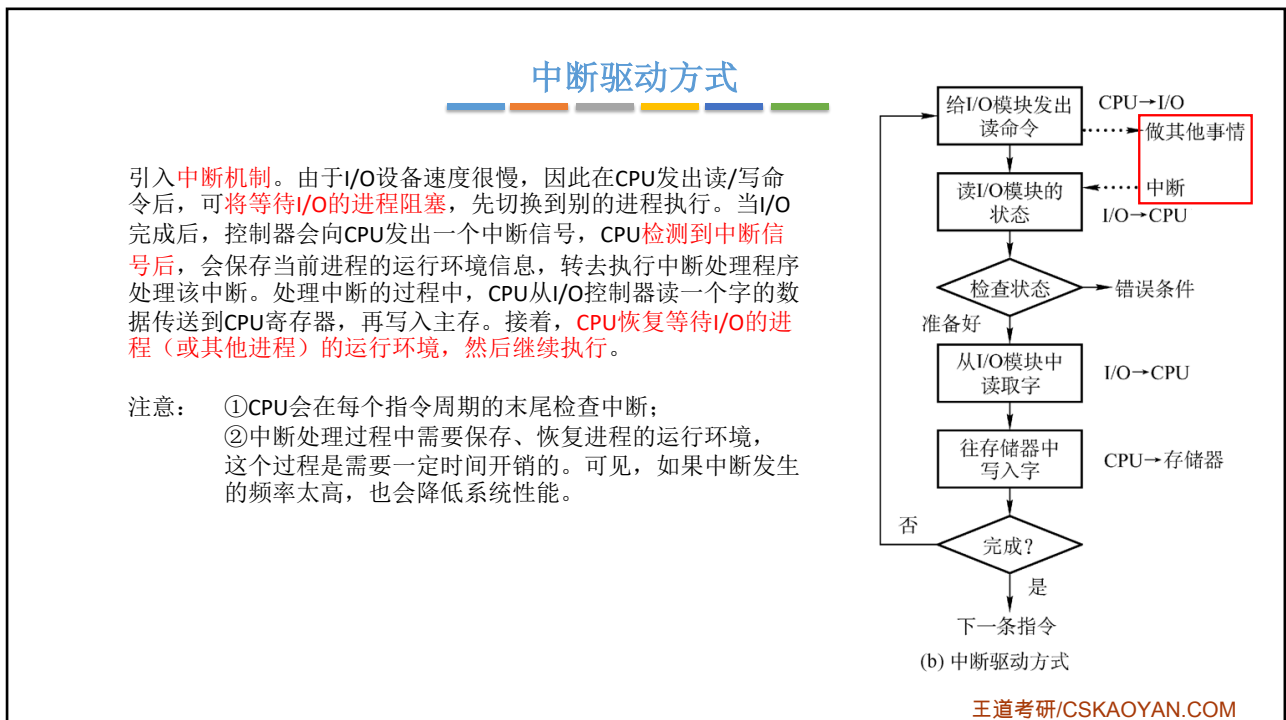 中断驱动方式
引入中断机制。由于I/O设备速度很慢，因此在CPU发出读/写命
令后，可将等待I/O的进程阻塞，先切换到别的进程执行。当I/O
完成后，控制器会向CPU发出一个中断信号，CPU检测到中断信
号后，会保存当前进程的运行环境信息，转去执行中断处理程序
处理该中断。处理中断的过程中，CPU从I/O控制器读一个字的数
据传送到CPU寄存器，再写入主存。接着，CPU恢复等待I/O的进
程（或其他进程）的运行环境，然后继续执行。
注意： ①CPU会在每个指令周期的末尾检查中断；
②中断处理过程中需要保存、恢复进程的运行环境，
这个过程是需要一定时间开销的。可见，如果中断发生
的频率太高，也会降低系统性能。
给I/O模块发出
读命令
CPU→I/O
做其他事情
读I/O模块的
状态
中断
I/O→CPU
检查状态
错误条件
准备好
从I/O模块中
读取字
I/O→CPU
往存储器中
写入字
CPU→存储器
否
完成？
是
下一条指令
(b) 中断驱动方式
王道考研/CSKAOYAN.COM